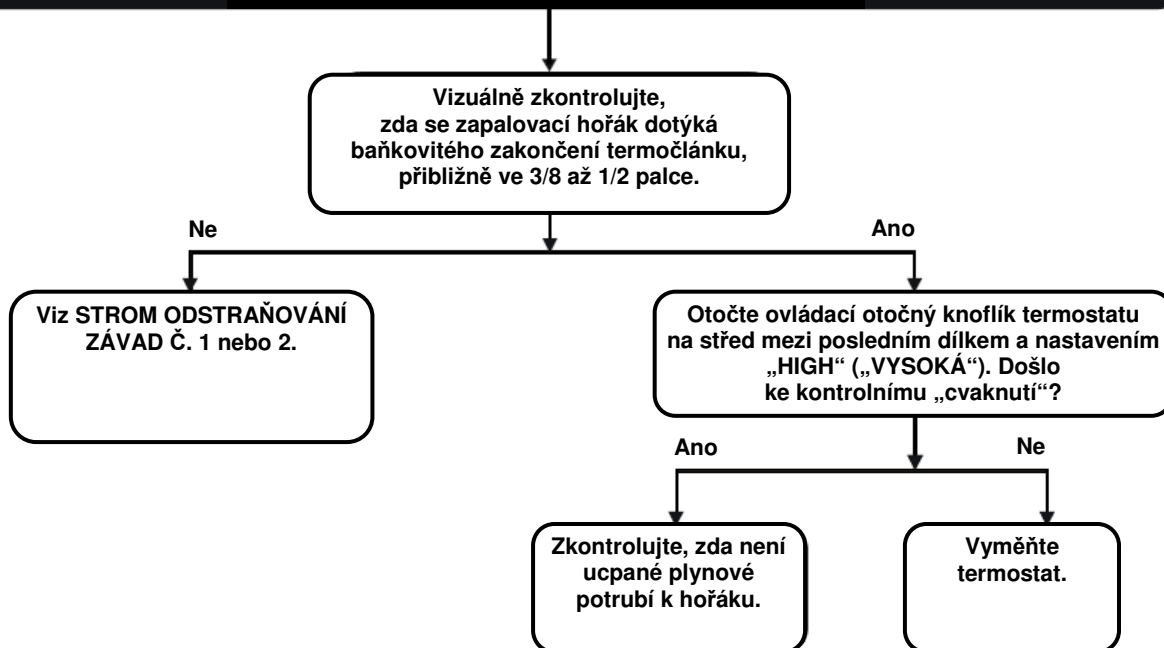 Vizuálně zkontrolujte,
zda se zapalovací hořák dotýká
baňkovitého zakončení termočlánku,
přibližně ve 3/8 až 1/2 palce.
Ne
Ano
Viz STROM ODSTRAŇOVÁNÍ
ZÁVAD Č. 1 nebo 2.
Otočte ovládací otočný knoflík termostatu
na střed mezi posledním dílkem a nastavením
„HIGH“ („VYSOKÁ“). Došlo
ke kontrolnímu „cvaknutí“?
Ano
Ne
Zkontrolujte, zda není
ucpané plynové
potrubí k hořáku.
Vyměňte
termostat.